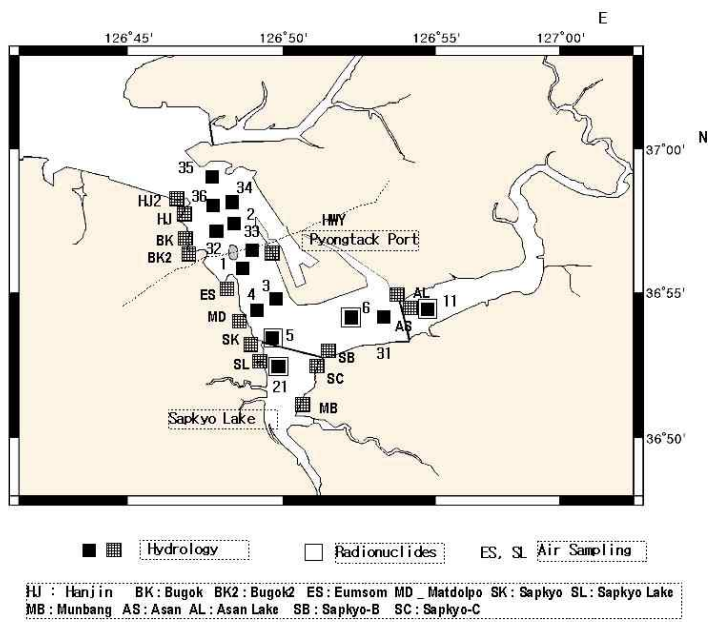 E
126°45' 126°50' 126°55' 127°00'
N
37°00'
35
34
36
HJ2
HJ
2
HWY
33
Pyongtack Port
BK
32
BK2
1
36°55'
ES
3
AL
11
4
6
MD
AS
5
31
SK
SB
SL
SC
21
MB
Sapkyo Lake
36°50'
Hydrology Radionuclides ES, SL Air Sampling
HJ : Hanjin BK : Bugok BK2 : Bugok2 ES : Eumsom MD _ Matdolpo SK : Sapkyo SL : Sapkyo Lake
MB : Munbang AS : Asan AL : Asan Lake SB : Sapkyo-B SC : Sapkyo-C